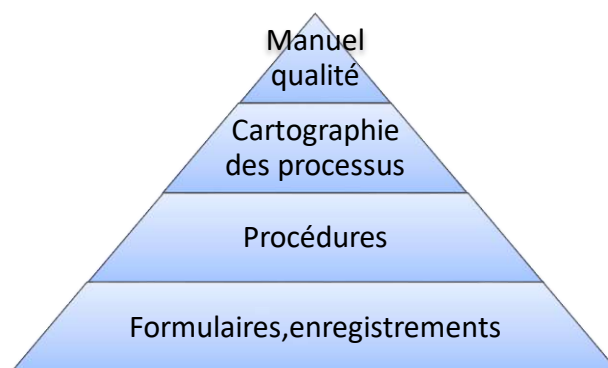 Manuel
qualité
Cartographie
des processus
Procédures
Formulaires,enregistrements